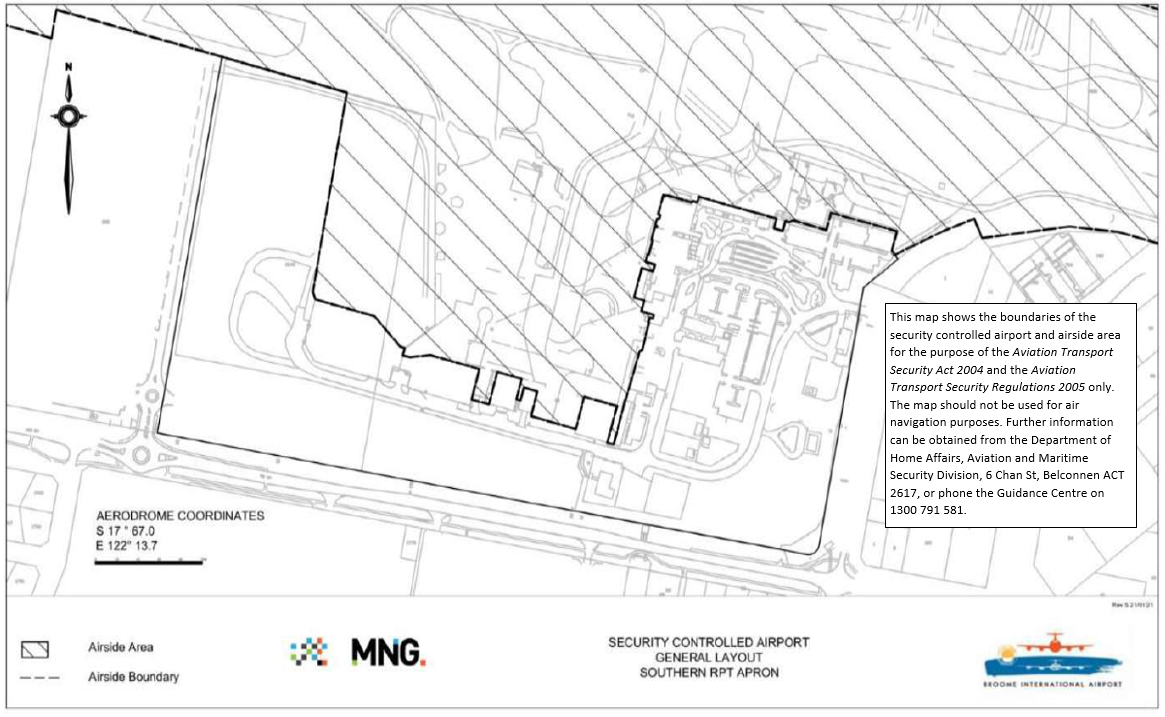 N
This map shows the boundaries of the
security controlled airport and airside area
for the purpose of the Aviation Transport
Security Act 2004 and the Aviation
Transport Security Regulations 2005 only.
The map should not be used for air
navigation purposes. Further information
can be obtained from the Department of
Home Affairs, Aviation and Maritime
Security Division, 6 Chan St, Belconnen ACT
2617, or phone the Guidance Centre on
1300 791 581.
AERODROME COORDINATES
S 17 ° 67.0
E 122° 13.7
Airside Area
Airside Boundary
MNG.
SECURITY CONTROLLED AIRPORT
GENERAL LAYOUT
SOUTHERN RPT APRON
BROOME INTERNATIONAL AIRPORT